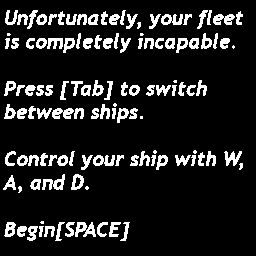 Unfortunately, your fleet
is completely incapable.
Press [Tab] to switch
between ships.
Control your ship with W,
A, and D.
Begin[SPACE]